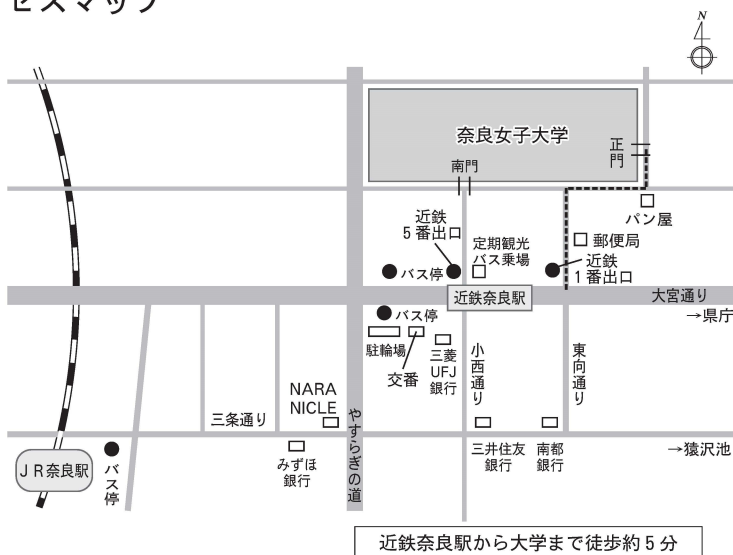 セスマップ
N
奈良女子大学
正門
南門
パン屋
近鉄
5番出口
定期観光
バス乗場
郵便局
バス停
近鉄
1番出口
近鉄奈良駅
大宮通り
→県庁
バス停
駐輪場
交番
三菱
UFJ
銀行
小西通り
東向通り
NARA
NICLE
三条通り
やすらぎの道
みずほ
銀行
三井住友
銀行
南都
銀行
→猿沢池
JR奈良駅
バス停
近鉄奈良駅から大学まで徒歩約5分